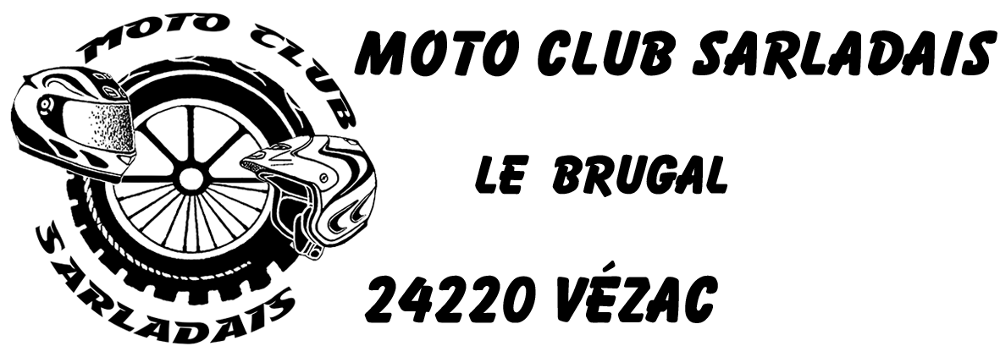 MOTO CLUB
SARLADAIS
MOTO CLUB SARLADAIS
LE BRUGAL
24220 VÉZAC